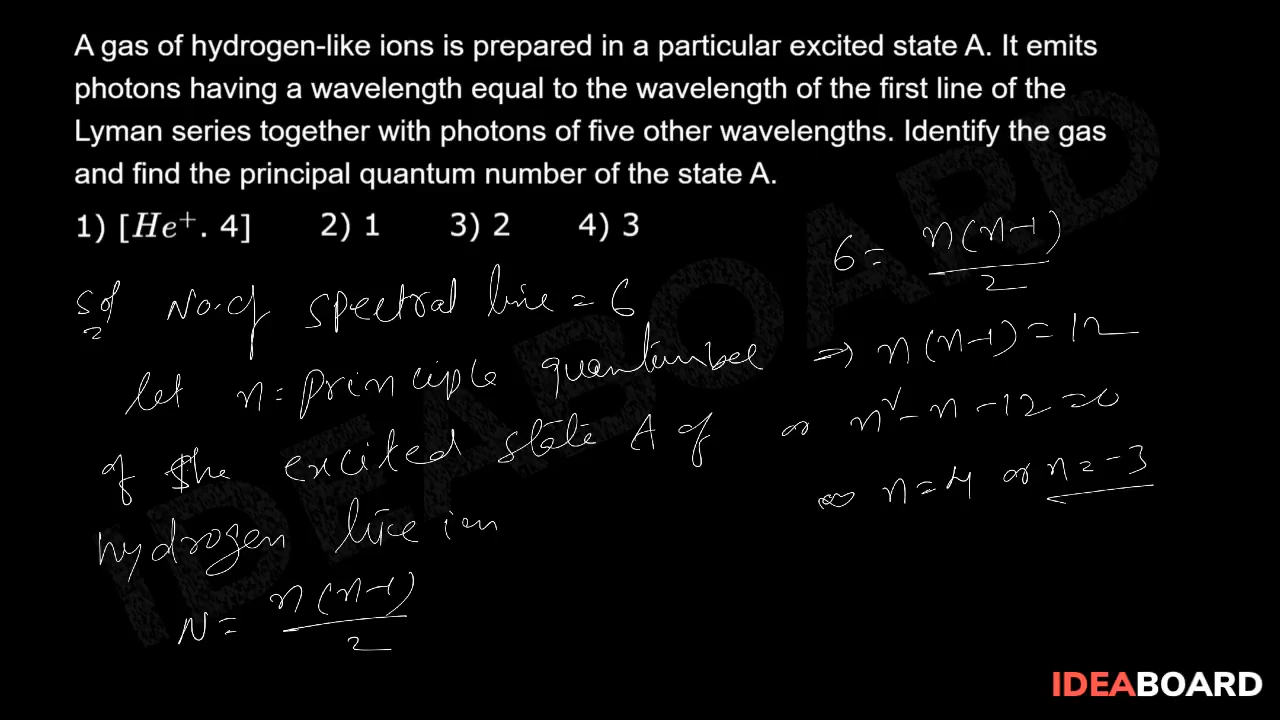 A gas of hydrogen-like ions is prepared in a particular excited state A. It emits
photons having a wavelength equal to the wavelength of the first line of the
Lyman series together with photons of five other wavelengths. Identify the gas
and find the principal quantum number of the state A.
1) [He⁺. 4] 2) 1 3) 2 4) 3
Sol No. of spectral line = 6
let n = principle quantumber
of the excited state A of
hydrogen like ion
N = n(n-1)/2
6 = n(n-1)/2
⇒ n(n-1) = 12
or n² - n - 12 = 0
n = 4 or n = -3
IDEABOARD
IDEABOARD